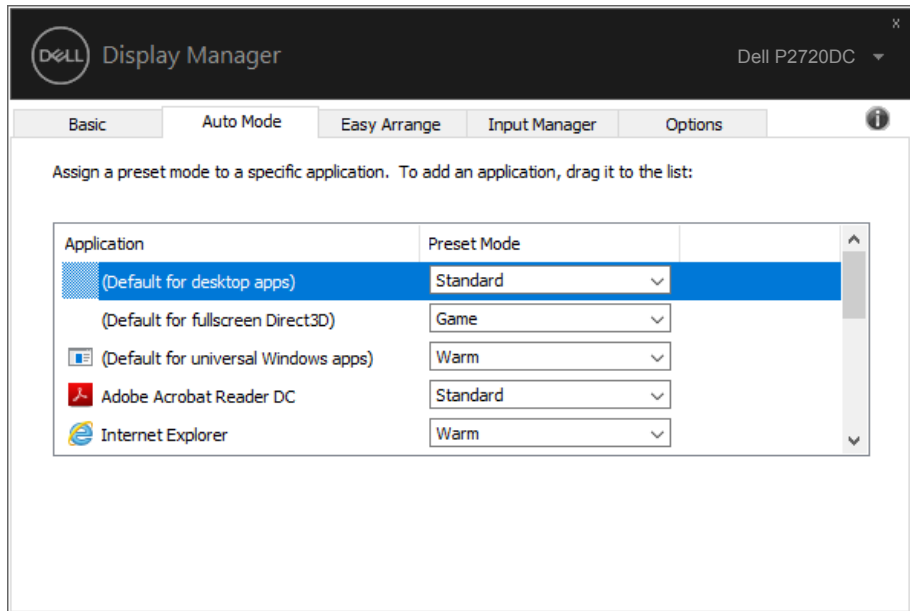 x
DELL Display Manager Dell P2720DC
Basic Auto Mode Easy Arrange Input Manager Options
Assign a preset mode to a specific application. To add an application, drag it to the list:
Application Preset Mode
(Default for desktop apps) Standard
(Default for fullscreen Direct3D) Game
(Default for universal Windows apps) Warm
Adobe Acrobat Reader DC Standard
Internet Explorer Warm